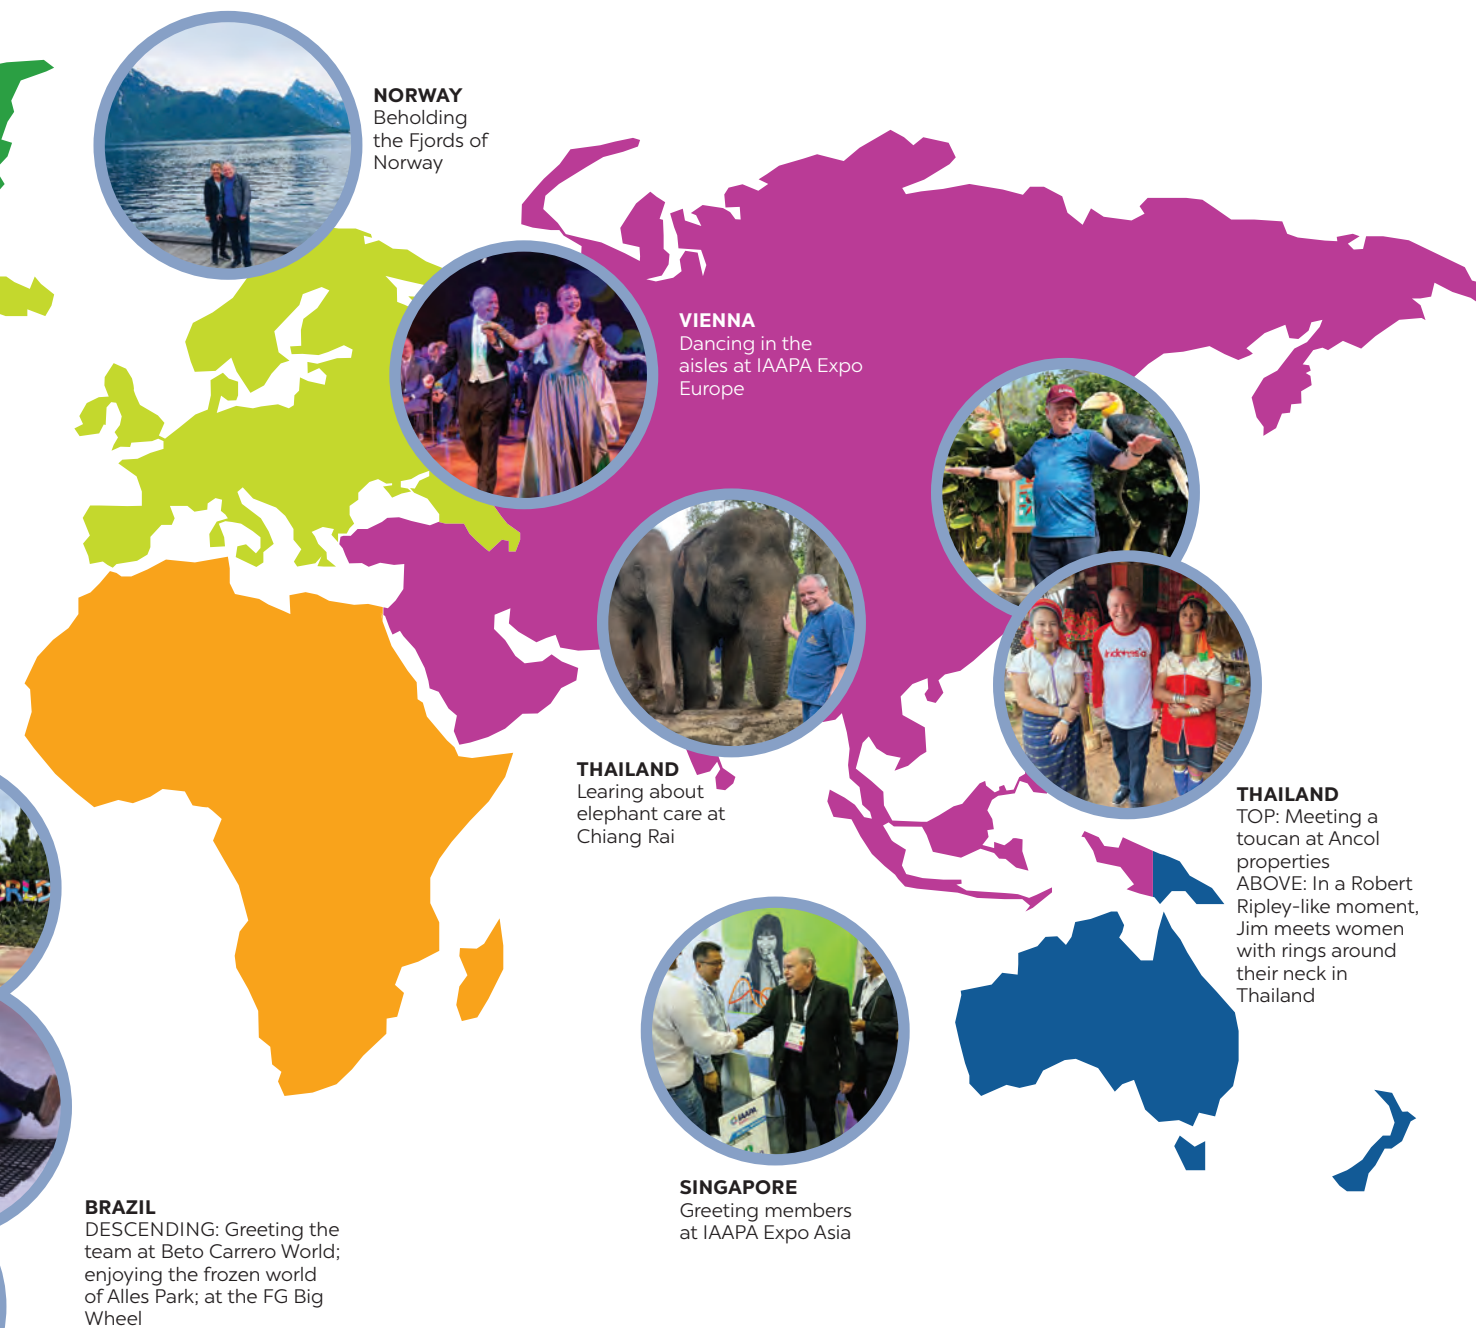 NORWAY
Beholding
the Fjords of
Norway
VIENNA
Dancing in the
aisles at IAAPA Expo
Europe
indonesia
THAILAND
Learing about
elephant care at
Chiang Rai
THAILAND
TOP: Meeting a
toucan at Ancol
properties
ABOVE: In a Robert
Ripley-like moment,
Jim meets women
with rings around
their neck in
Thailand
ORLD
IAAPA
SINGAPORE
Greeting members
at IAAPA Expo Asia
BRAZIL
DESCENDING: Greeting the
team at Beto Carrero World;
enjoying the frozen world
of Alles Park; at the FG Big
Wheel